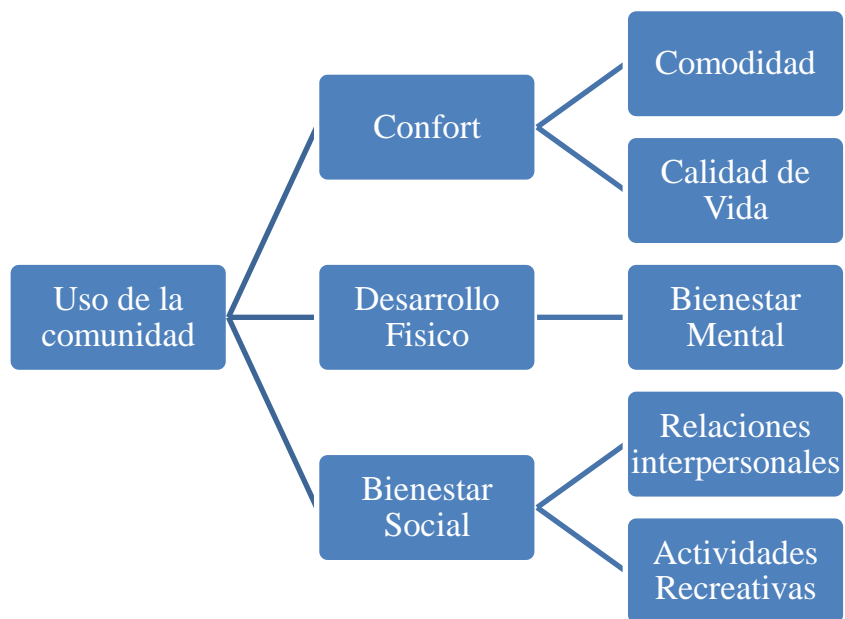 Uso de la
comunidad
Confort
Comodidad
Calidad de
Vida
Desarrollo
Fisico
Bienestar
Mental
Bienestar
Social
Relaciones
interpersonales
Actividades
Recreativas